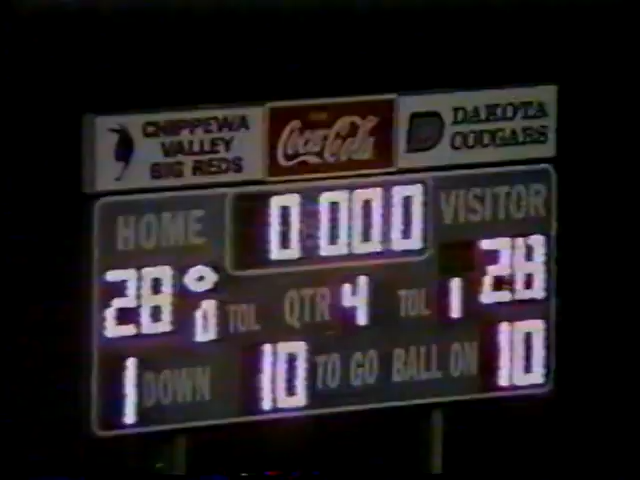 CHIPPEWA
VALLEY
BIG REDS
Coca-Cola
DAKOTA
COUGARS
HOME 0:00.0 VISITOR
28 0 TOL QTR 4 TOL 1 28
1 DOWN 10 TO GO BALL ON 10